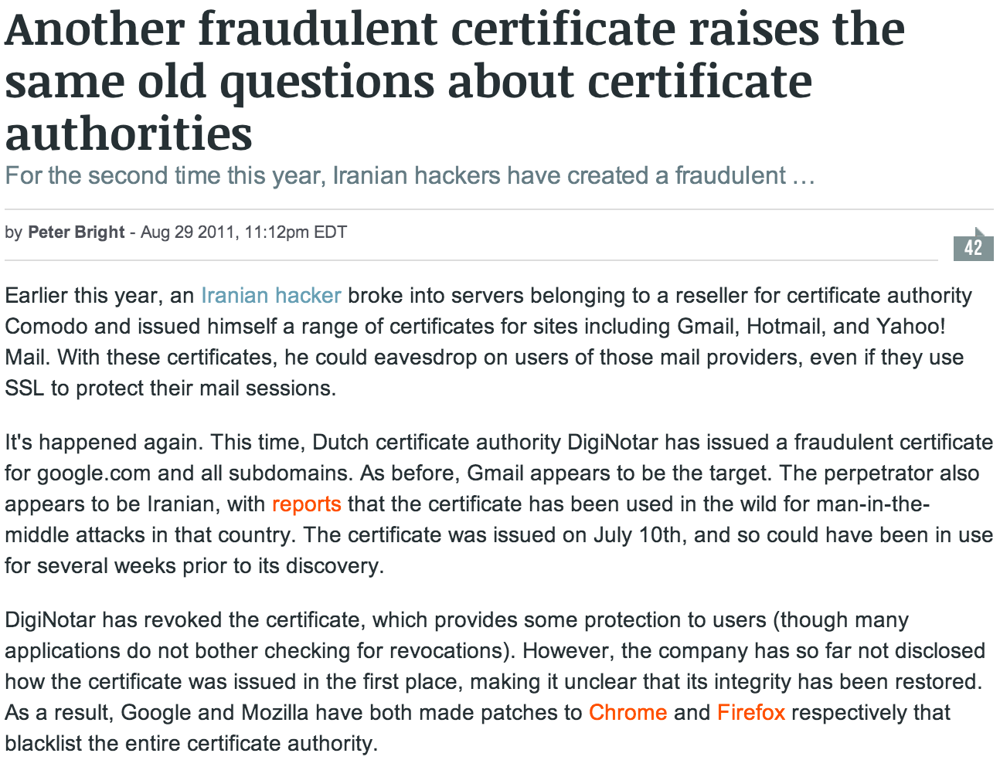 Another fraudulent certificate raises the
same old questions about certificate
authorities
For the second time this year, Iranian hackers have created a fraudulent …
by Peter Bright - Aug 29 2011, 11:12pm EDT
42
Earlier this year, an Iranian hacker broke into servers belonging to a reseller for certificate authority
Comodo and issued himself a range of certificates for sites including Gmail, Hotmail, and Yahoo!
Mail. With these certificates, he could eavesdrop on users of those mail providers, even if they use
SSL to protect their mail sessions.
It's happened again. This time, Dutch certificate authority DigiNotar has issued a fraudulent certificate
for google.com and all subdomains. As before, Gmail appears to be the target. The perpetrator also
appears to be Iranian, with reports that the certificate has been used in the wild for man-in-the-
middle attacks in that country. The certificate was issued on July 10th, and so could have been in use
for several weeks prior to its discovery.
DigiNotar has revoked the certificate, which provides some protection to users (though many
applications do not bother checking for revocations). However, the company has so far not disclosed
how the certificate was issued in the first place, making it unclear that its integrity has been restored.
As a result, Google and Mozilla have both made patches to Chrome and Firefox respectively that
blacklist the entire certificate authority.